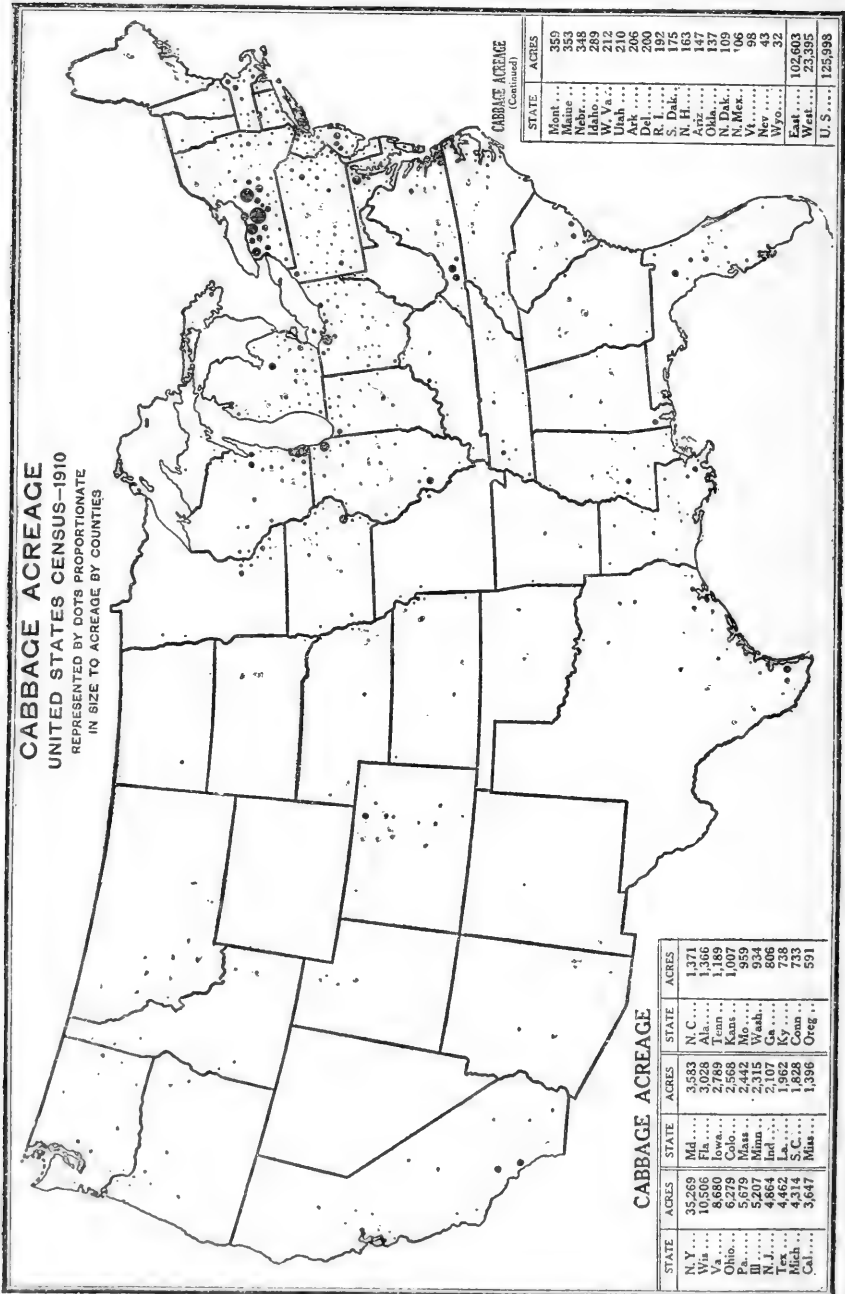 CABBAGE ACREAGE
UNITED STATES CENSUS–1910
REPRESENTED BY DOTS PROPORTIONATE
IN SIZE TO ACREAGE BY COUNTIES
CABBAGE ACREAGE
STATE ACRES STATE ACRES STATE ACRES
N. Y.... 35,269 Md.... 3,583 N. C.... 1,371
Wis.... 10,506 Fla.... 3,028 Ala.... 1,366
Va.... 8,680 Iowa... 2,789 Tenn... 1,189
Ohio... 6,279 Colo... 2,568 Kans... 1,007
Pa.... 5,679 Mass... 2,442 Mo.... 959
Ill.... 5,207 Minn... 2,315 Wash... 934
N. J.... 4,864 Ind.... 2,107 Ga.... 806
Tex.... 4,462 La.... 1,962 Ky.... 738
Mich... 4,314 S. C.... 1,828 Conn... 733
Cal.... 3,647 Miss... 1,396 Oreg... 591
CABBAGE ACREAGE
(Continued)
STATE ACRES
Mont.... 359
Maine.... 353
Nebr.... 348
Idaho.... 289
W. Va.... 212
Utah.... 210
Ark.... 206
Del.... 200
R. I.... 192
S. Dak... 175
N. H.... 163
Ariz.... 147
Okla.... 137
N. Dak... 109
N. Mex... 106
Vt.... 98
Nev.... 43
Wyo.... 32
East.... 102,603
West.... 23,395
U. S.... 125,998